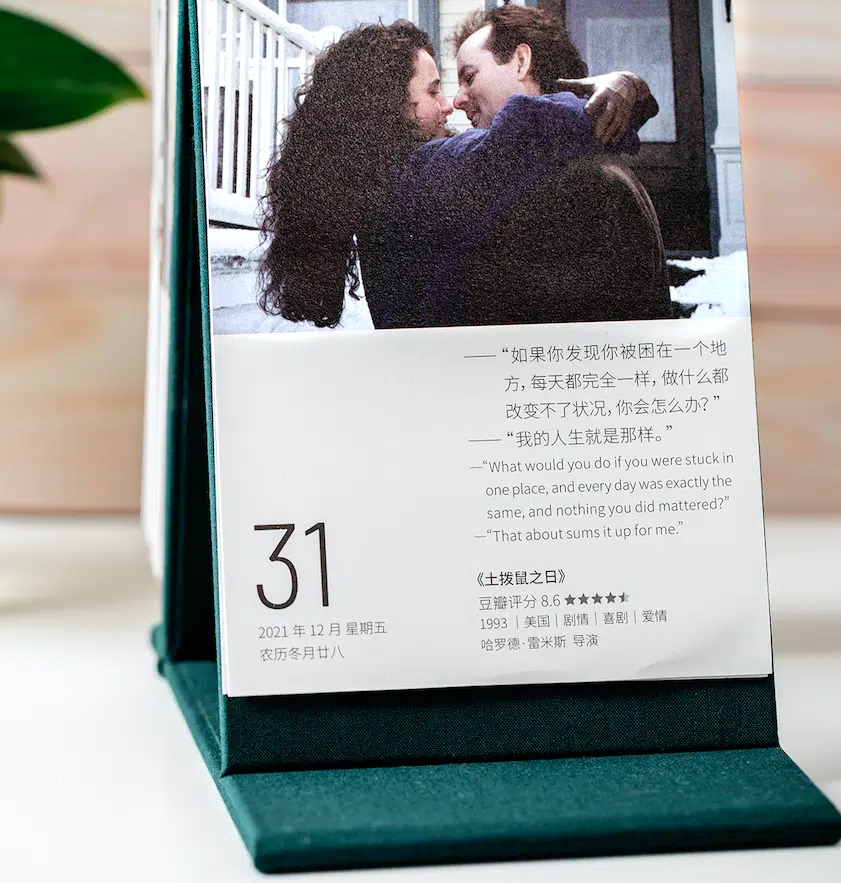 ——“如果你发现你被困在一个地
方，每天都完全一样，做什么都
改变不了状况，你会怎么办？”
——“我的人生就是那样。”
—“What would you do if you were stuck in
one place, and every day was exactly the
same, and nothing you did mattered?”
—“That about sums it up for me.”
31
2021 年 12 月 星期五
农历冬月廿八
《土拨鼠之日》
豆瓣评分 8.6 ★★★★⯨
1993 ｜美国｜剧情｜喜剧｜爱情
哈罗德·雷米斯 导演